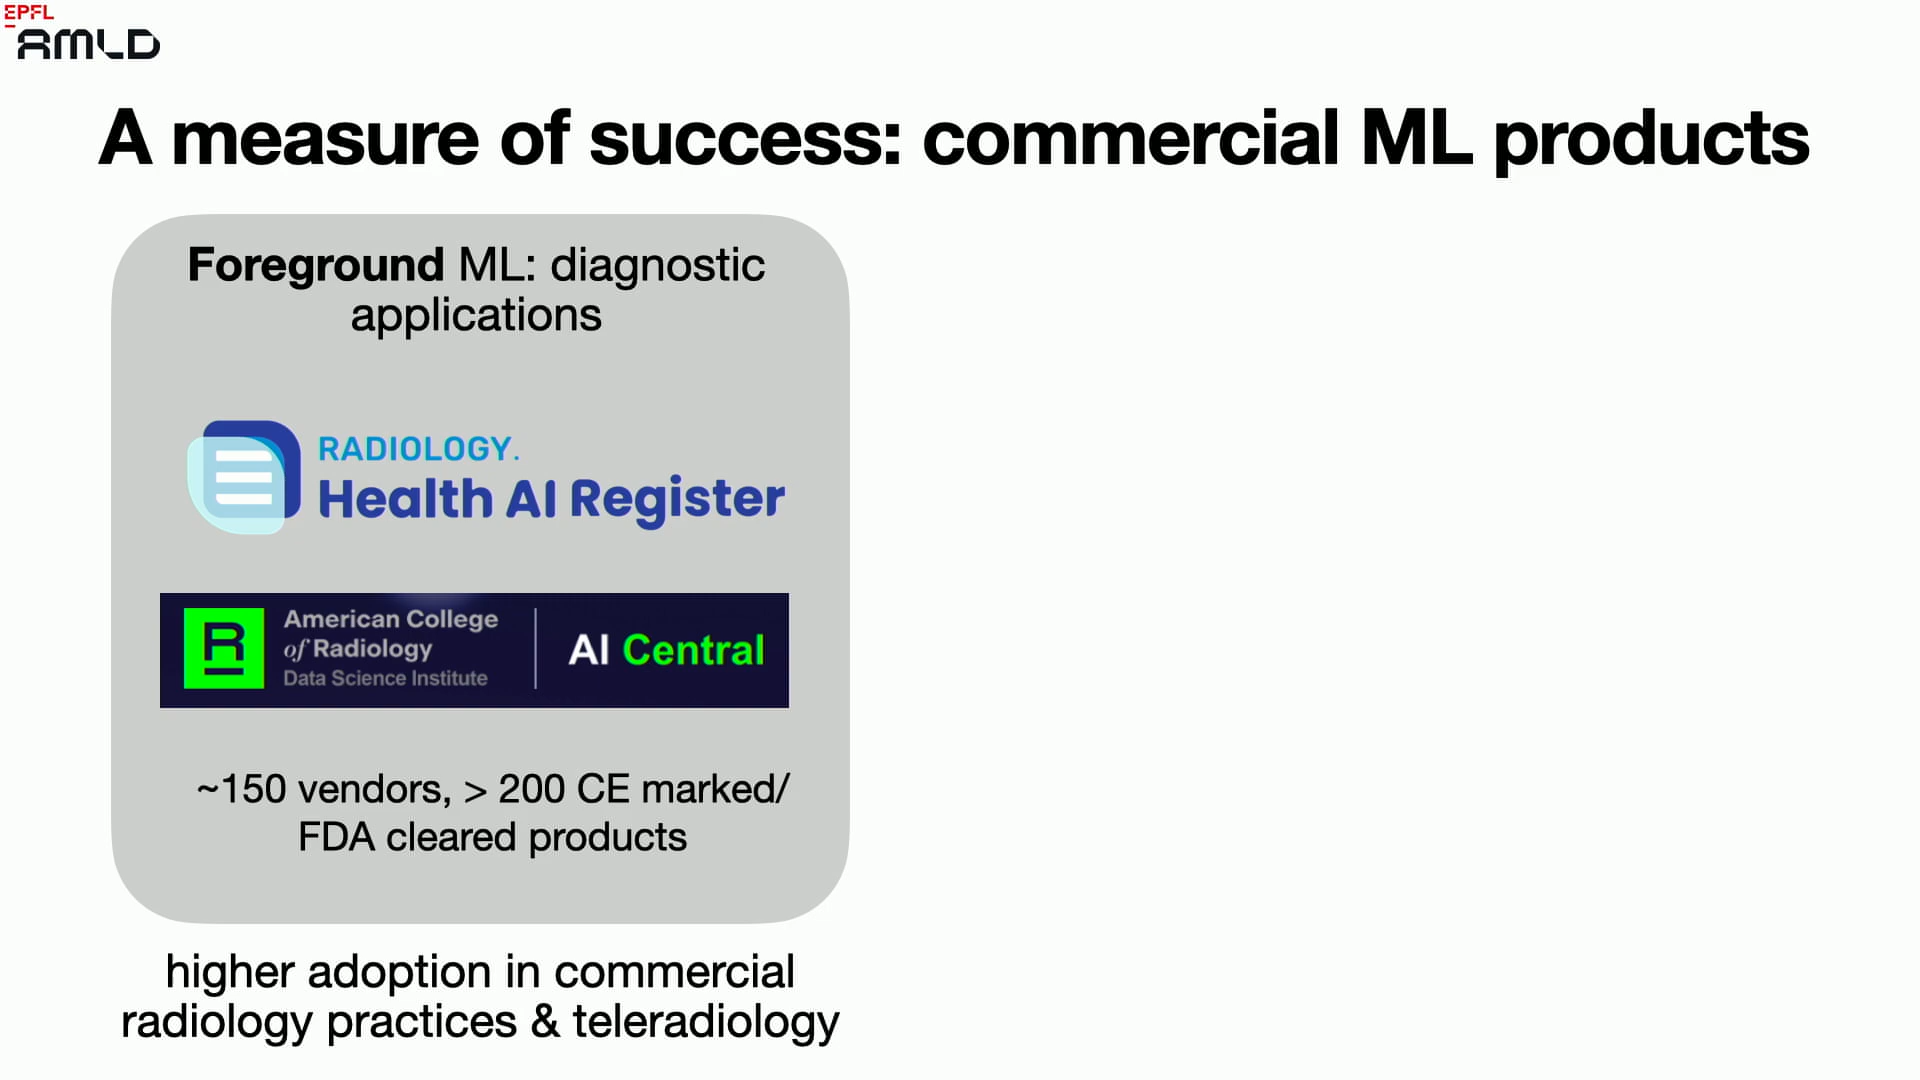 EPFL
AMLD
A measure of success: commercial ML products
Foreground ML: diagnostic
applications
RADIOLOGY.
Health AI Register
R
American College
of Radiology
Data Science Institute
AI Central
~150 vendors, > 200 CE marked/
FDA cleared products
higher adoption in commercial
radiology practices & teleradiology